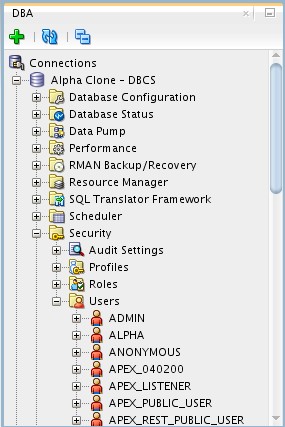 DBA
Connections
Alpha Clone - DBCS
Database Configuration
Database Status
Data Pump
Performance
RMAN Backup/Recovery
Resource Manager
SQL Translator Framework
Scheduler
Security
Audit Settings
Profiles
Roles
Users
ADMIN
ALPHA
ANONYMOUS
APEX_040200
APEX_LISTENER
APEX_PUBLIC_USER
APEX_REST_PUBLIC_USER